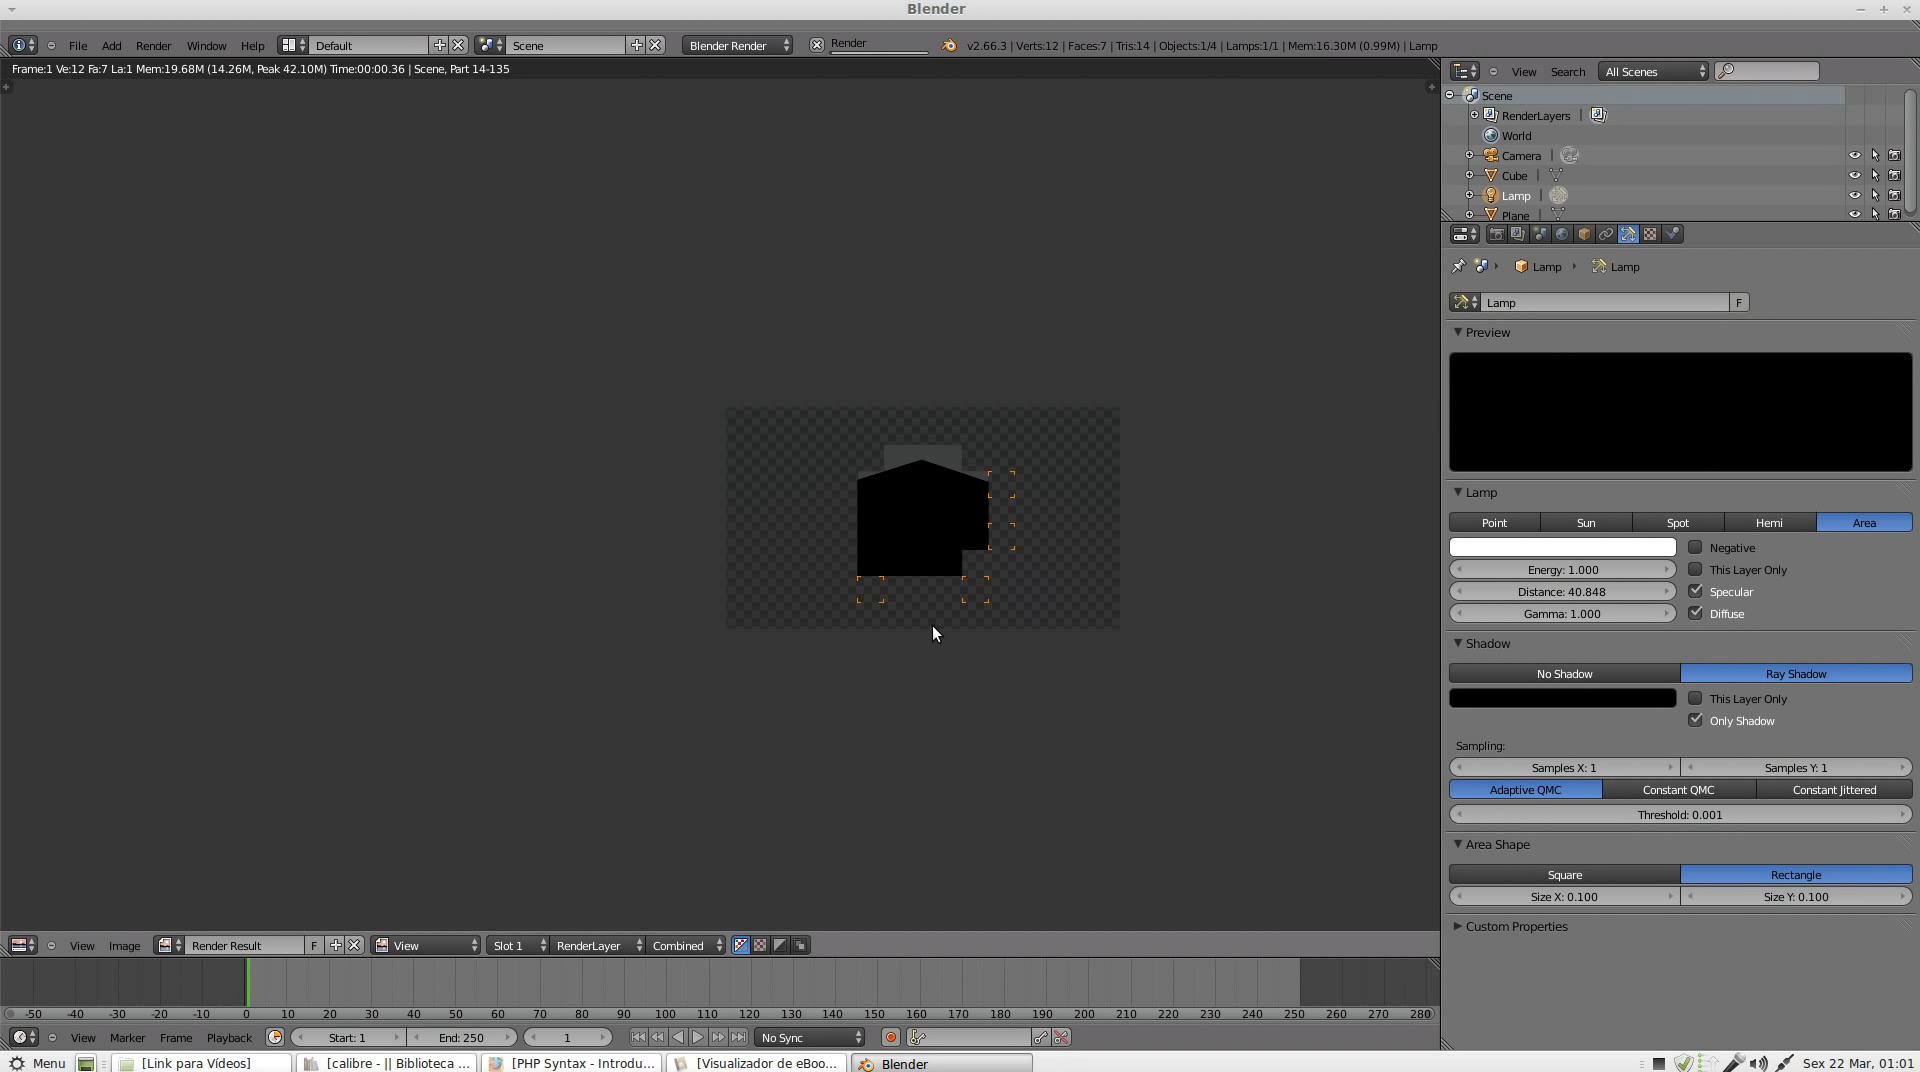 Blender
File Add Render Window Help Default Scene Blender Render Render v2.66.3 | Verts:12 | Faces:7 | Tris:14 | Objects:1/4 | Lamps:1/1 | Mem:16.30M (0.99M) | Lamp
Frame:1 Ve:12 Fa:7 La:1 Mem:19.68M (14.26M, Peak 42.10M) Time:00:00.36 | Scene, Part 14-135
View Search All Scenes
Scene
RenderLayers |
World
Camera |
Cube |
Lamp |
Plane |
Lamp Lamp
Lamp F
Preview
Lamp
Point Sun Spot Hemi Area
Negative
Energy: 1.000 This Layer Only
Distance: 40.848 Specular
Gamma: 1.000 Diffuse
Shadow
No Shadow Ray Shadow
This Layer Only
Only Shadow
Sampling:
Samples X: 1 Samples Y: 1
Adaptive QMC Constant QMC Constant Jittered
Threshold: 0.001
Area Shape
Square Rectangle
Size X: 0.100 Size Y: 0.100
Custom Properties
View Image Render Result F View Slot 1 RenderLayer Combined
-50 -40 -30 -20 -10 0 10 20 30 40 50 60 70 80 90 100 110 120 130 140 150 160 170 180 190 200 210 220 230 240 250 260 270 280
View Marker Frame Playback Start: 1 End: 250 1 No Sync
Menu [Link para Vídeos] [calibre - || Biblioteca ... [PHP Syntax - Introdu... [Visualizador de eBoo... Blender Sex 22 Mar, 01:01